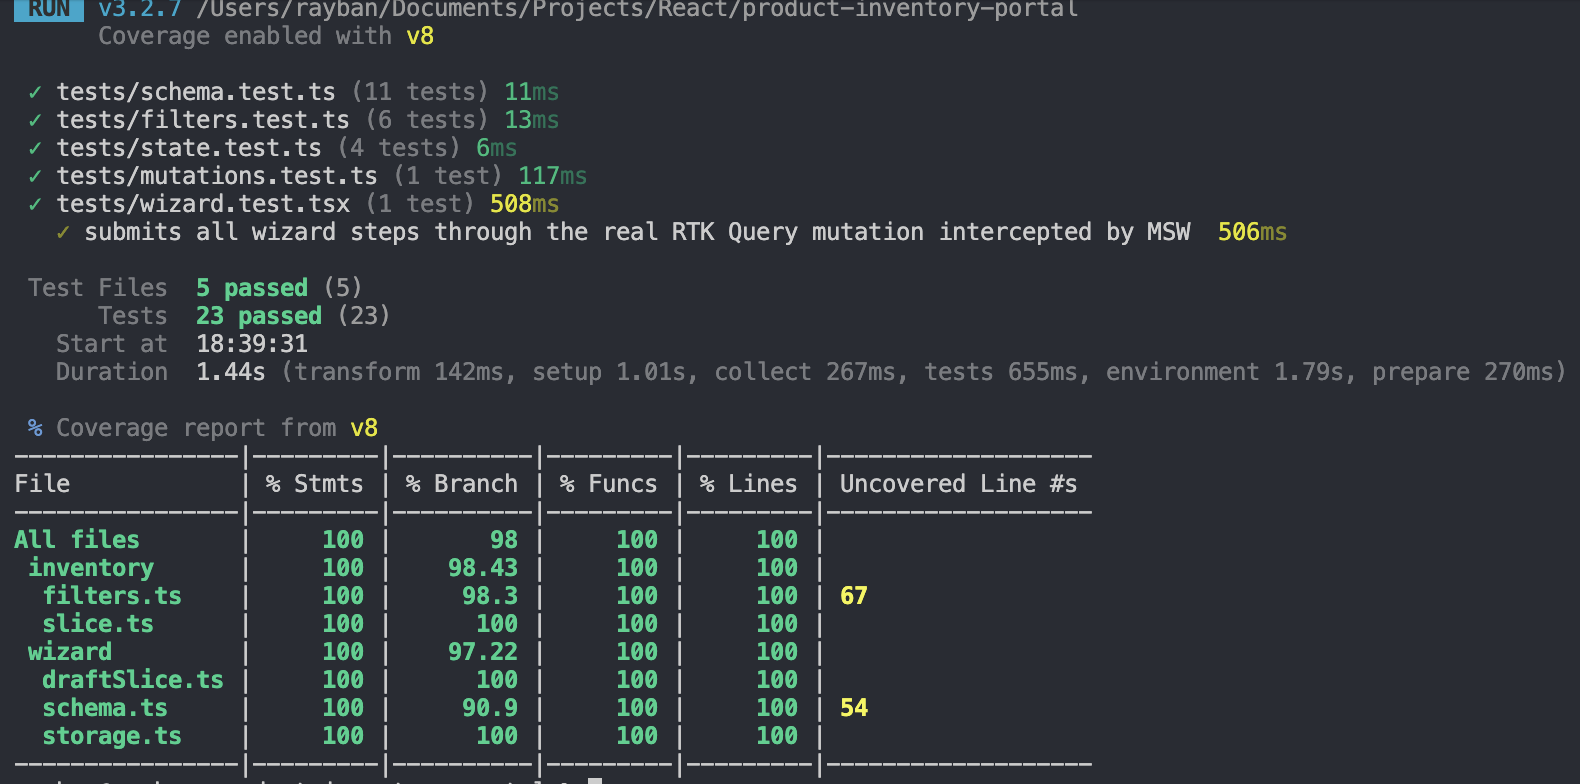 RUN v3.2.7 /Users/rayban/Documents/Projects/React/product-inventory-portal
Coverage enabled with v8
✓ tests/schema.test.ts (11 tests) 11ms
✓ tests/filters.test.ts (6 tests) 13ms
✓ tests/state.test.ts (4 tests) 6ms
✓ tests/mutations.test.ts (1 test) 117ms
✓ tests/wizard.test.tsx (1 test) 508ms
✓ submits all wizard steps through the real RTK Query mutation intercepted by MSW 506ms
Test Files 5 passed (5)
Tests 23 passed (23)
Start at 18:39:31
Duration 1.44s (transform 142ms, setup 1.01s, collect 267ms, tests 655ms, environment 1.79s, prepare 270ms)
% Coverage report from v8
----------------|---------|----------|---------|---------|-------------------
File | % Stmts | % Branch | % Funcs | % Lines | Uncovered Line #s
----------------|---------|----------|---------|---------|-------------------
All files | 100 | 98 | 100 | 100 |
inventory | 100 | 98.43 | 100 | 100 |
filters.ts | 100 | 98.3 | 100 | 100 | 67
slice.ts | 100 | 100 | 100 | 100 |
wizard | 100 | 97.22 | 100 | 100 |
draftSlice.ts | 100 | 100 | 100 | 100 |
schema.ts | 100 | 90.9 | 100 | 100 | 54
storage.ts | 100 | 100 | 100 | 100 |
----------------|---------|----------|---------|---------|-------------------